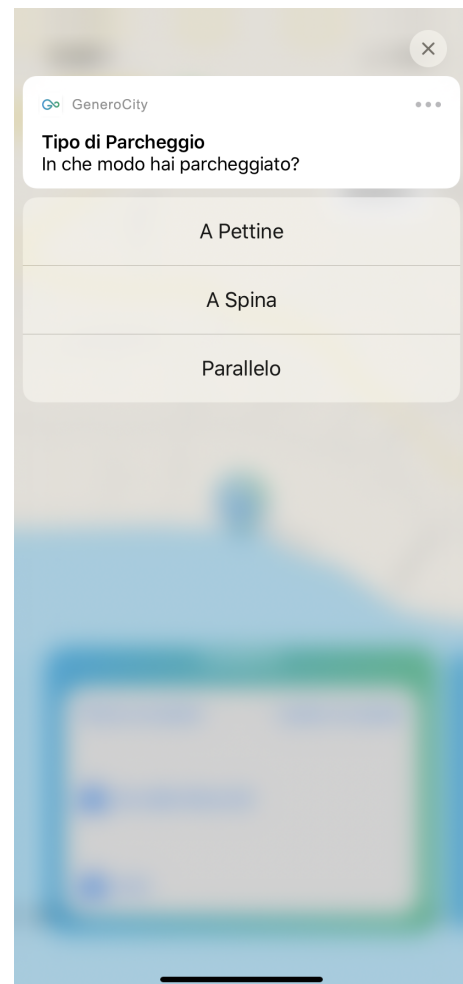 GeneroCity
Tipo di Parcheggio
In che modo hai parcheggiato?
A Pettine
A Spina
Parallelo